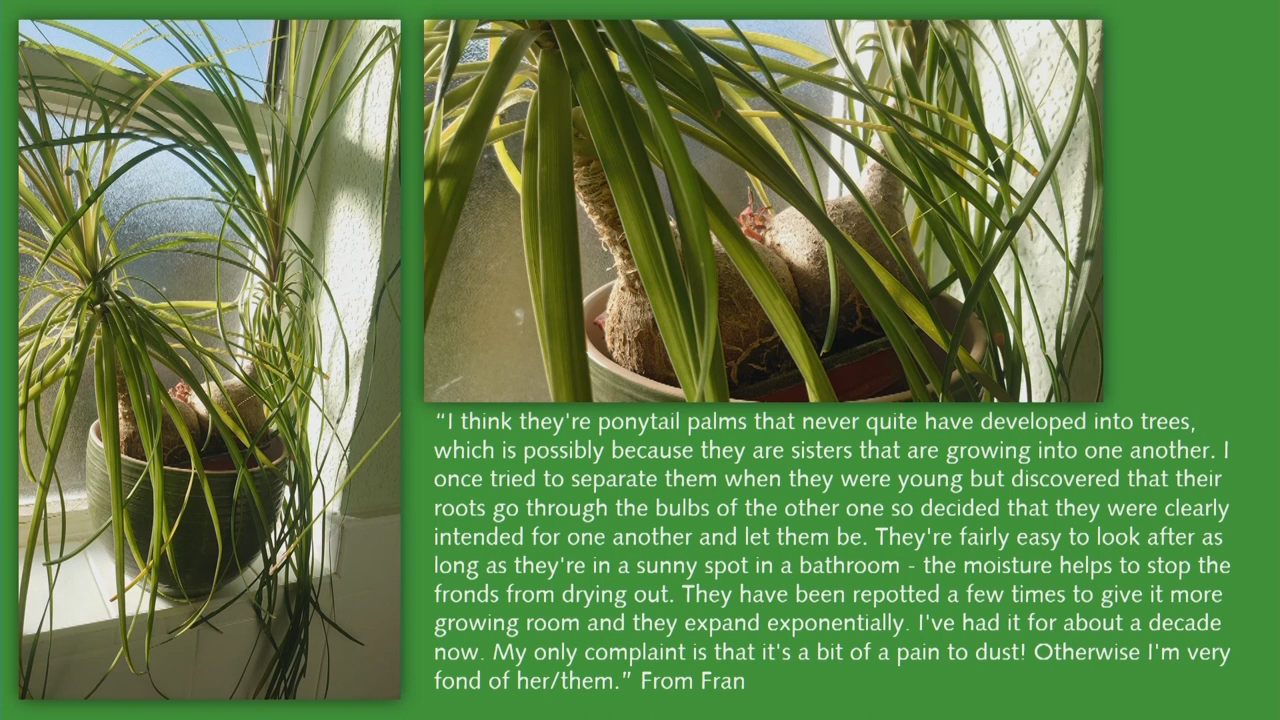 “I think they're ponytail palms that never quite have developed into trees,
which is possibly because they are sisters that are growing into one another. I
once tried to separate them when they were young but discovered that their
roots go through the bulbs of the other one so decided that they were clearly
intended for one another and let them be. They're fairly easy to look after as
long as they're in a sunny spot in a bathroom - the moisture helps to stop the
fronds from drying out. They have been repotted a few times to give it more
growing room and they expand exponentially. I've had it for about a decade
now. My only complaint is that it's a bit of a pain to dust! Otherwise I'm very
fond of her/them.” From Fran